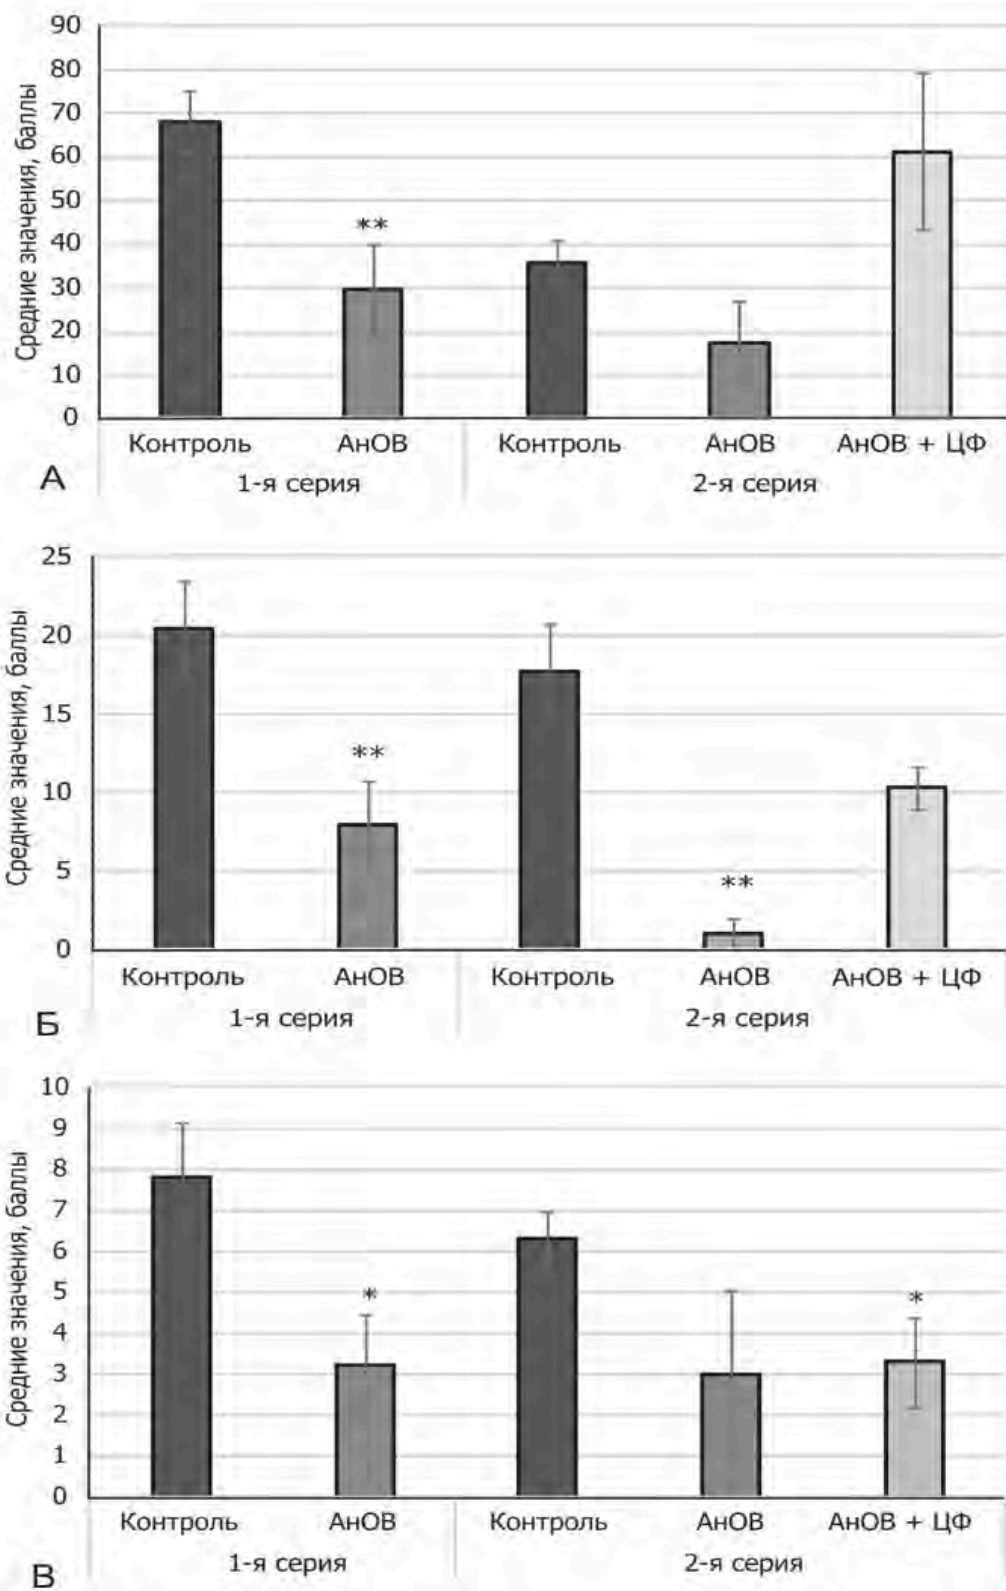 Средние значения, баллы
90
80
70
60
50
40
30
20
10
0
**
Контроль АнОВ Контроль АнОВ АнОВ + ЦФ
1-я серия 2-я серия
А
Средние значения, баллы
25
20
15
10
5
0
**
**
Контроль АнОВ Контроль АнОВ АнОВ + ЦФ
1-я серия 2-я серия
Б
Средние значения, баллы
10
9
8
7
6
5
4
3
2
1
0
* *
Контроль АнОВ Контроль АнОВ АнОВ + ЦФ
1-я серия 2-я серия
В